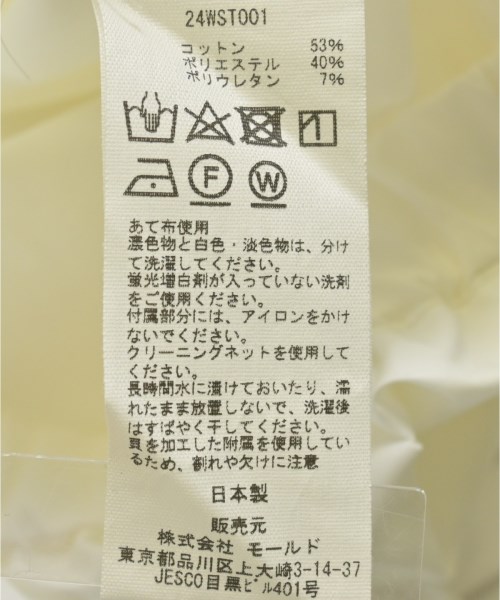 24WST001
コットン 53%
ポリエステル 40%
ポリウレタン 7%
F W
あて布使用
濃色物と白色・淡色物は、分け
て洗濯してください。
蛍光増白剤が入っていない洗剤
をご使用ください。
付属部分には、アイロンをかけ
ないでください。
クリーニングネットを使用して
ください。
長時間水に漬けておいたり、濡
れたまま放置しないで、洗濯後
はすばやく干してください。
貝を加工した附属を使用してい
るため、割れや欠けに注意
日本製
販売元
株式会社 モールド
東京都品川区上大崎3-14-37
JESCO目黒ビル401号